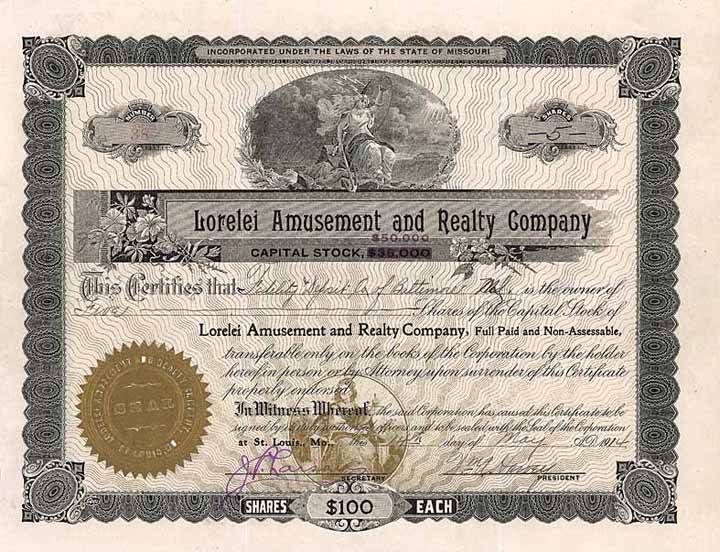 INCORPORATED UNDER THE LAWS OF THE STATE OF MISSOURI
NUMBER
35
SHARES
5
Lorelei Amusement and Realty Company
$50,000
CAPITAL STOCK, $35,000
This Certifies that Fidelity & Deposit Co of Baltimore Md. is the owner of
Five Shares of the Capital Stock of
Lorelei Amusement and Realty Company, Full Paid and Non-Assessable,
transferable only on the books of the Corporation by the holder
hereof in person or by Attorney upon surrender of this Certificate
properly endorsed.
In Witness Whereof, the said Corporation has caused this Certificate to be
signed by its duly authorized officers and to be sealed with the Seal of the Corporation
at St. Louis, Mo., this 14th day of May A.D. 1914
SEAL
SECRETARY
PRESIDENT
SHARES $100 EACH